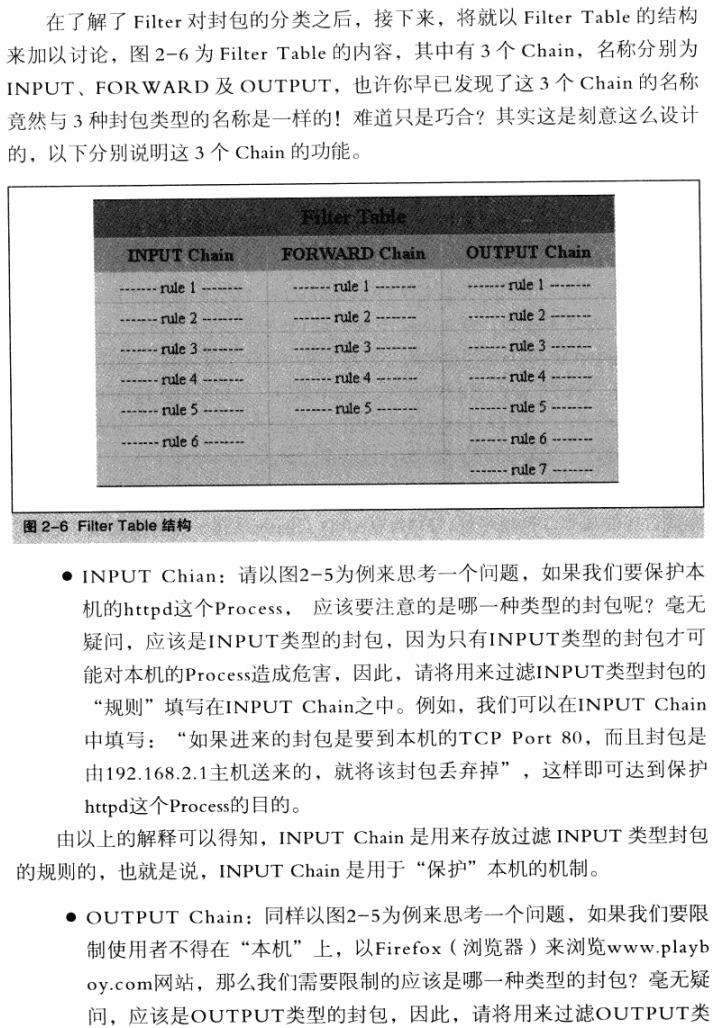 在了解了 Filter 对封包的分类之后，接下来，将就以 Filter Table 的结构
来加以讨论，图 2-6 为 Filter Table 的内容，其中有 3 个 Chain，名称分别为
INPUT、FORWARD 及 OUTPUT，也许你早已发现了这 3 个 Chain 的名称
竟然与 3 种封包类型的名称是一样的！难道只是巧合？其实这是刻意这么设计
的，以下分别说明这 3 个 Chain 的功能。
Filter Table
INPUT Chain FORWARD Chain OUTPUT Chain
------- rule 1 -------- ------- rule 1 -------- ------- rule 1 --------
------- rule 2 -------- ------- rule 2 -------- ------- rule 2 --------
------- rule 3 -------- ------- rule 3 -------- ------- rule 3 --------
------- rule 4 -------- ------- rule 4 -------- ------- rule 4 --------
------- rule 5 -------- ------- rule 5 -------- ------- rule 5 --------
------- rule 6 -------- ------- rule 6 --------
------- rule 7 --------
图 2-6 Filter Table 结构
● INPUT Chian：请以图2-5为例来思考一个问题，如果我们要保护本
机的httpd这个Process， 应该要注意的是哪一种类型的封包呢？毫无
疑问，应该是INPUT类型的封包，因为只有INPUT类型的封包才可
能对本机的Process造成危害，因此，请将用来过滤INPUT类型封包的
“规则”填写在INPUT Chain之中。例如，我们可以在INPUT Chain
中填写：“如果进来的封包是要到本机的TCP Port 80，而且封包是
由192.168.2.1主机送来的，就将该封包丢弃掉”，这样即可达到保护
httpd这个Process的目的。
由以上的解释可以得知，INPUT Chain 是用来存放过滤 INPUT 类型封包
的规则的，也就是说，INPUT Chain 是用于“保护”本机的机制。
● OUTPUT Chain：同样以图2-5为例来思考一个问题，如果我们要限
制使用者不得在“本机”上，以Firefox（浏览器）来浏览www.playb
oy.com网站，那么我们需要限制的应该是哪一种类型的封包？毫无疑
问，应该是OUTPUT类型的封包，因此，请将用来过滤OUTPUT类